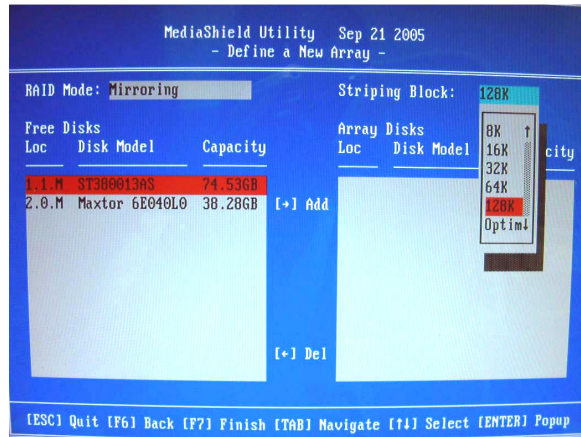 MediaShield Utility Sep 21 2005
- Define a New Array -
RAID Mode: Mirroring Striping Block: 128K
Free Disks Array Disks
Loc Disk Model Capacity Loc Disk Model city
8K ↑
16K
32K
64K
128K
Optim↓
1.1.M ST380013AS 74.53GB
2.0.M Maxtor 6E040L0 38.28GB [→] Add
[←] Del
[ESC] Quit [F6] Back [F7] Finish [TAB] Navigate [↑↓] Select [ENTER] Popup